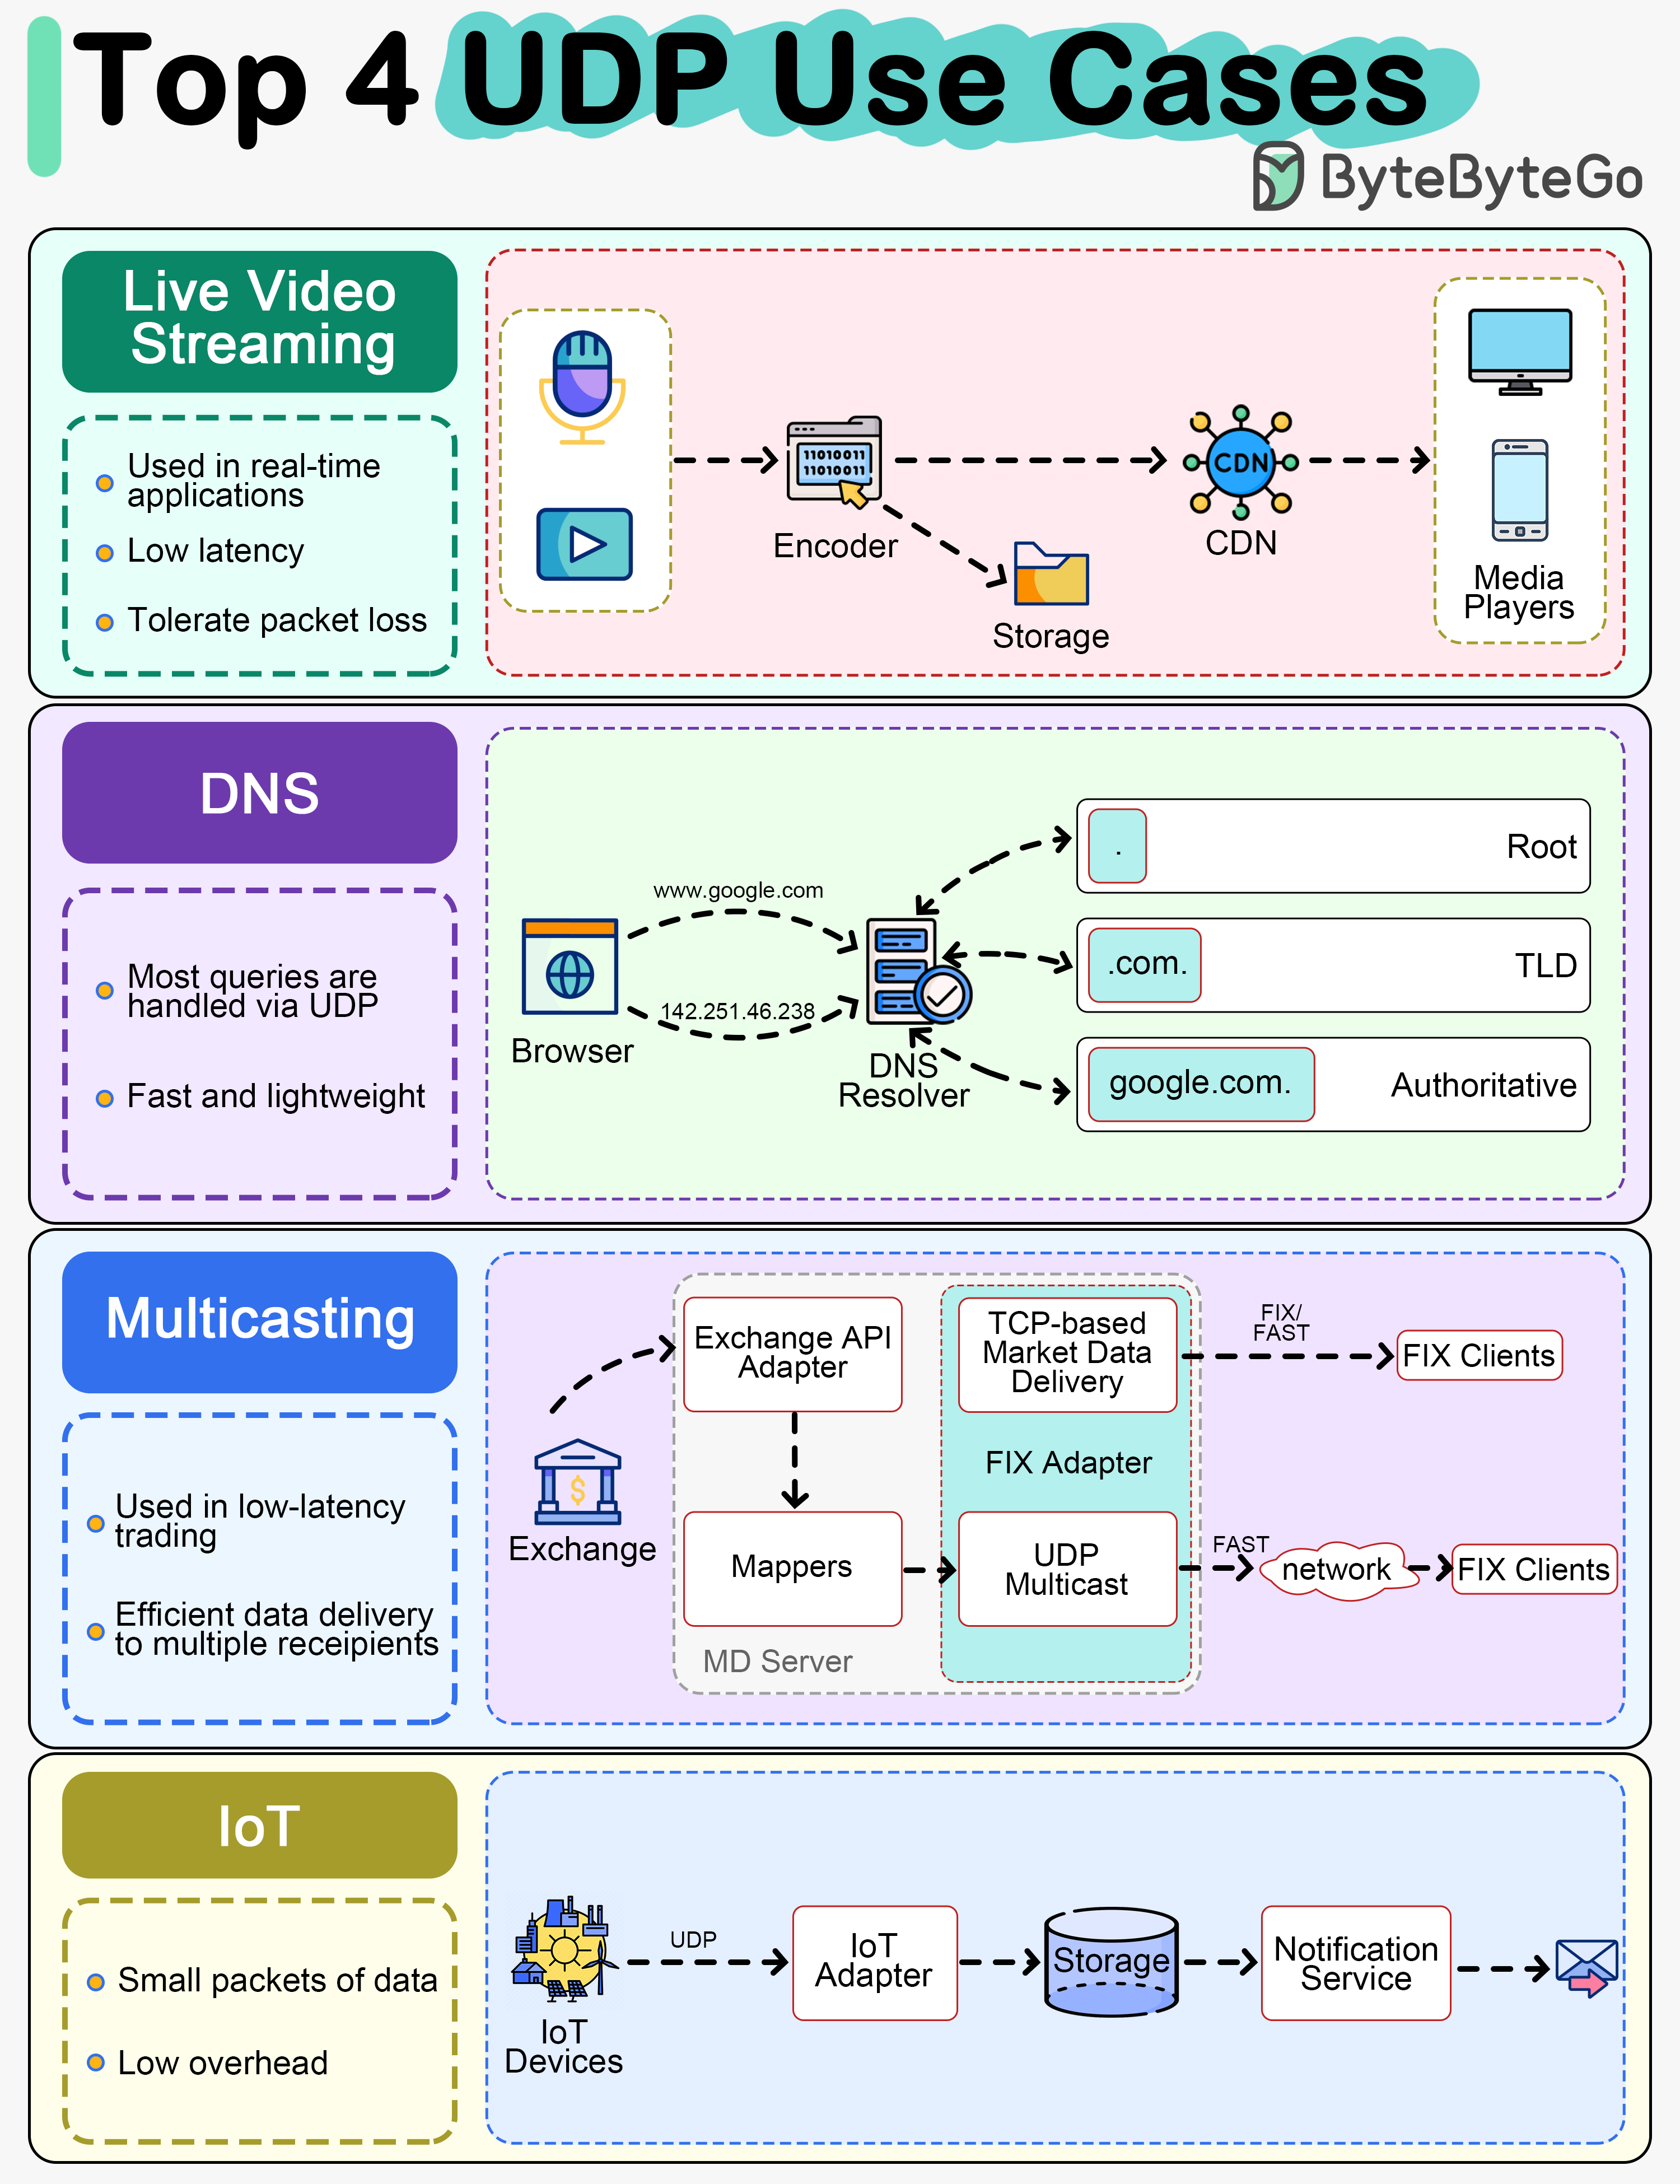 Top 4 UDP Use Cases
ByteByteGo
Live Video
Streaming
Used in real-time
applications
Low latency
Tolerate packet loss
11010011
11010011
Encoder
Storage
CDN
CDN
Media
Players
DNS
Most queries are
handled via UDP
Fast and lightweight
www.google.com
142.251.46.238
Browser
DNS
Resolver
. Root
.com. TLD
google.com. Authoritative
Multicasting
Used in low-latency
trading
Efficient data delivery
to multiple receipients
$
Exchange
Exchange API
Adapter
Mappers
MD Server
TCP-based
Market Data
Delivery
FIX Adapter
UDP
Multicast
FIX/
FAST
FIX Clients
FAST
network
FIX Clients
IoT
Small packets of data
Low overhead
IoT
Devices
UDP
IoT
Adapter
Storage
Notification
Service